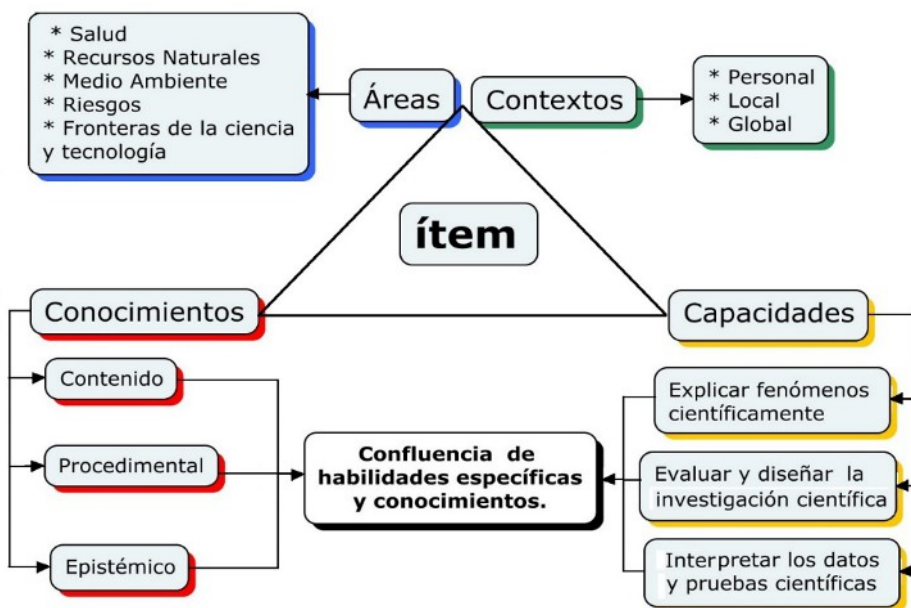 * Salud
* Recursos Naturales
* Medio Ambiente
* Riesgos
* Fronteras de la ciencia
y tecnología
Áreas
Contextos
* Personal
* Local
* Global
ítem
Conocimientos
Capacidades
Contenido
Procedimental
Epistémico
Confluencia de
habilidades específicas
y conocimientos.
Explicar fenómenos
científicamente
Evaluar y diseñar la
investigación científica
Interpretar los datos
y pruebas científicas